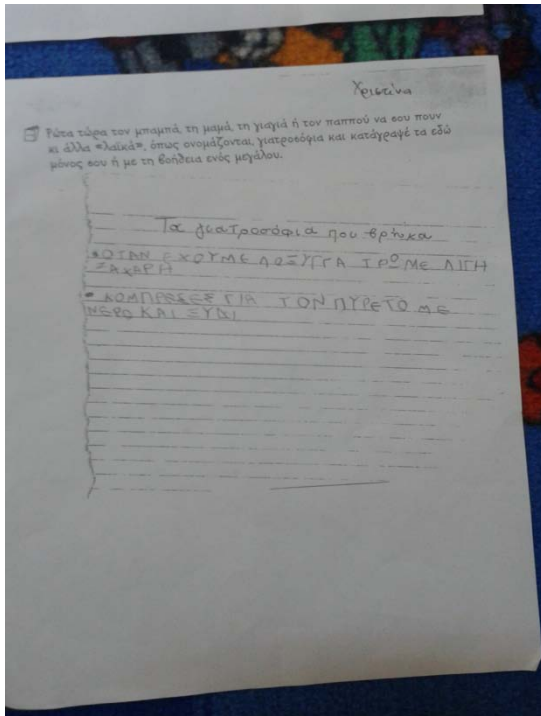 Χριστίνα
Ρώτα τώρα τον μπαμπά, τη μαμά, τη γιαγιά ή τον παππού να σου πουν
κι άλλα «λαϊκά», όπως ονομάζονται, γιατροσόφια και κατάγραψέ τα εδώ
μόνος σου ή με τη βοήθεια ενός μεγάλου.
Τα γιατροσόφια που βρήκα
ΟΤΑΝ ΕΧΟΥΜΕ ΛΟΞΥΓΓΑ ΤΡΩΜΕ ΛΙΓΗ
ΖΑΧΑΡΗ
ΚΟΜΠΡΕΣΕΣ ΓΙΑ ΤΟΝ ΠΥΡΕΤΟ ΜΕ
ΝΕΡΟ ΚΑΙ ΞΥΔΙ